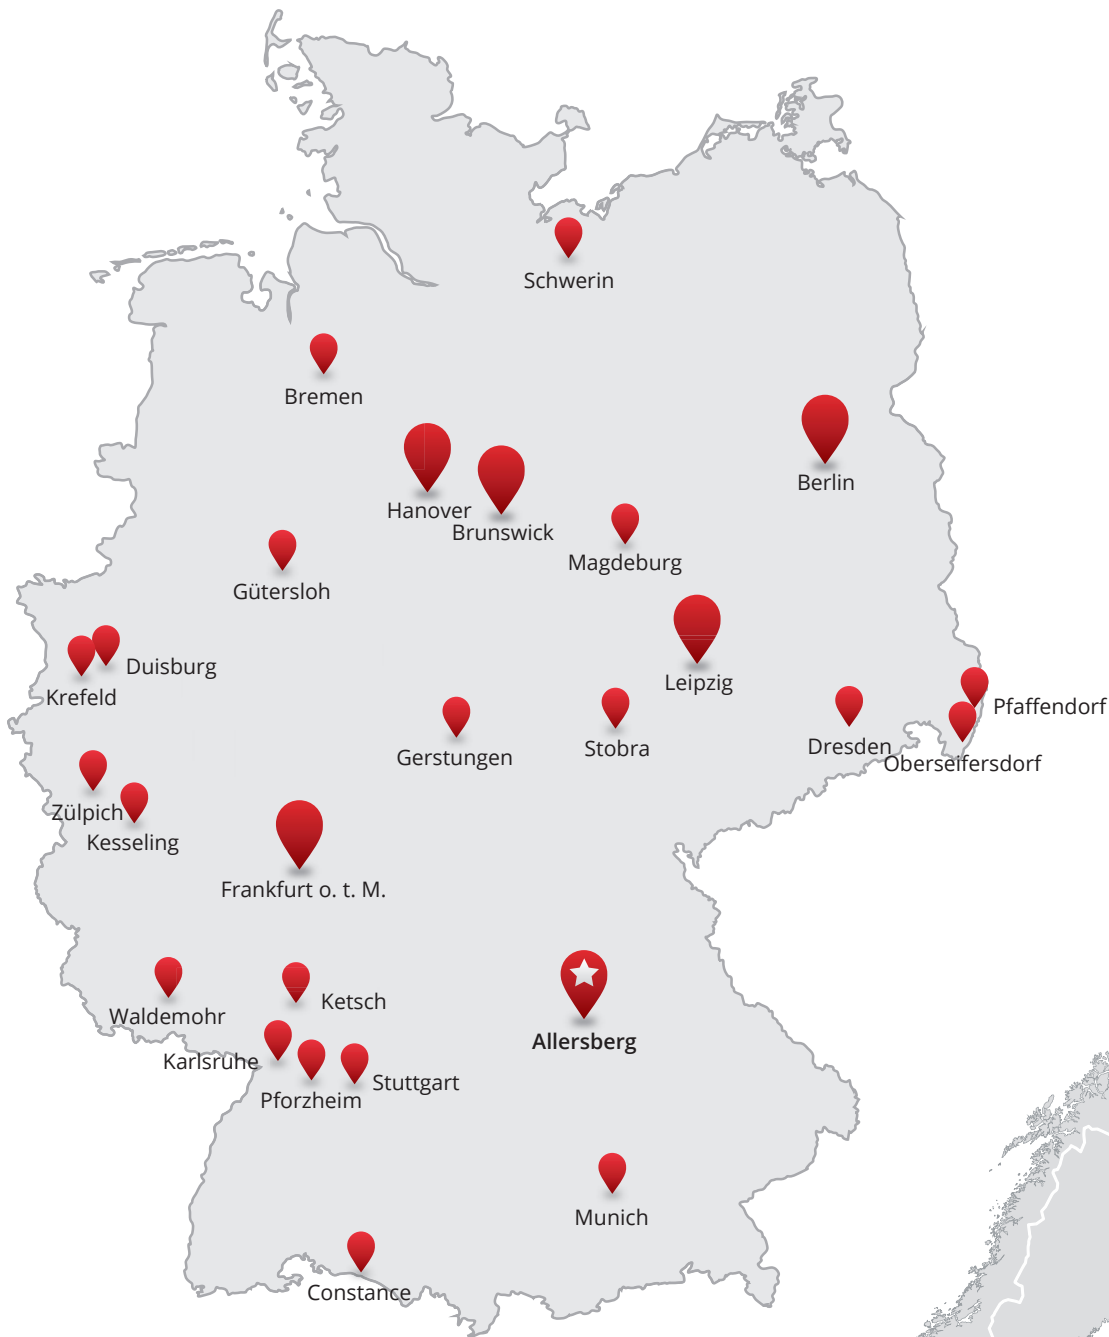 Schwerin
Bremen
Berlin
Hanover
Brunswick
Magdeburg
Gütersloh
Duisburg
Leipzig
Krefeld
Pfaffendorf
Stobra
Dresden
Gerstungen
Oberseifersdorf
Zülpich
Kesseling
Frankfurt o. t. M.
Ketsch
Waldemohr
Allersberg
Karlsruhe
Stuttgart
Pforzheim
Munich
Constance